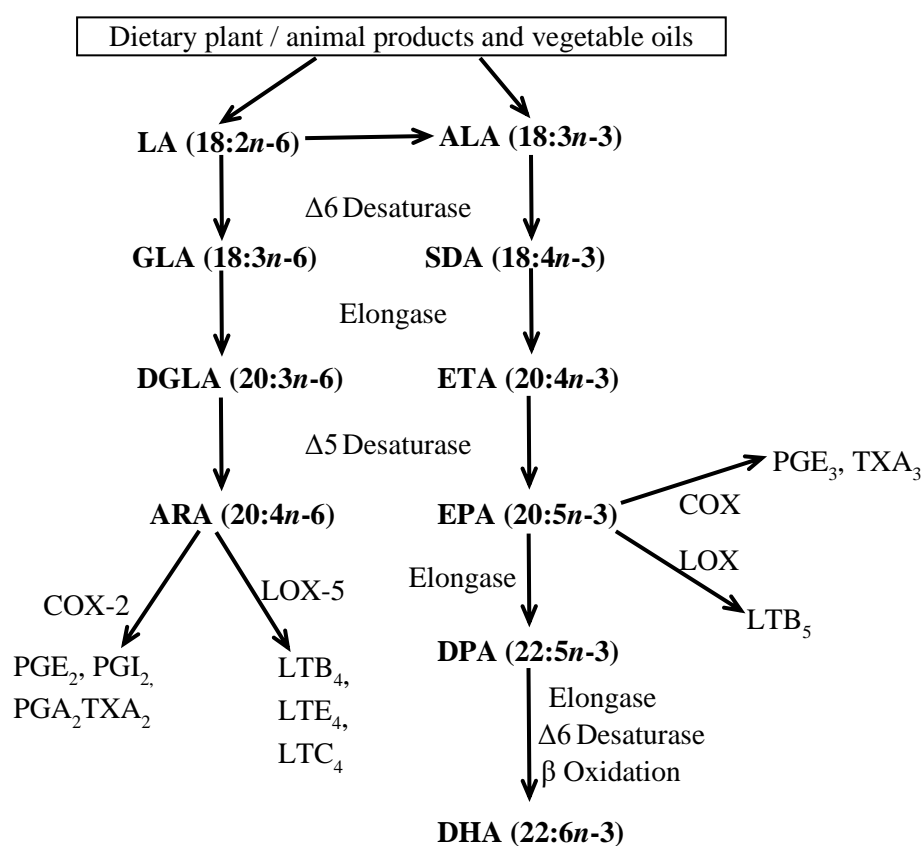 Dietary plant / animal products and vegetable oils
LA (18:2n-6)
ALA (18:3n-3)
Δ6 Desaturase
GLA (18:3n-6)
SDA (18:4n-3)
Elongase
DGLA (20:3n-6)
ETA (20:4n-3)
Δ5 Desaturase
PGE₃, TXA₃
ARA (20:4n-6)
EPA (20:5n-3)
COX
LOX
Elongase
LOX-5
COX-2
LTB₅
DPA (22:5n-3)
PGE₂, PGI₂,
PGA₂TXA₂
LTB₄,
LTE₄,
LTC₄
Elongase
Δ6 Desaturase
β Oxidation
DHA (22:6n-3)